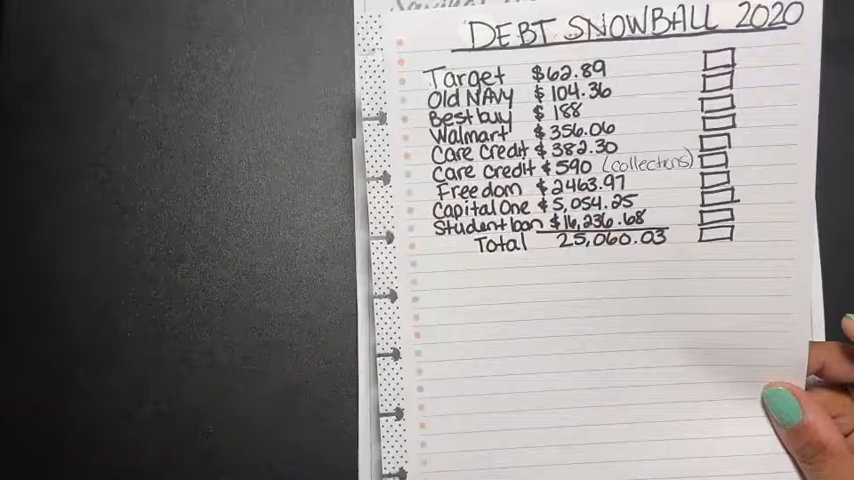 DEBT SNOWBALL 2020
Target $62.89
Old NAVY $104.36
Best buy $188
Walmart $356.06
Care Credit $382.30
Care Credit $590 (collections)
Freedom $2463.97
Capital One $5,054.25
Student loan $16,236.68
Total 25,060.03